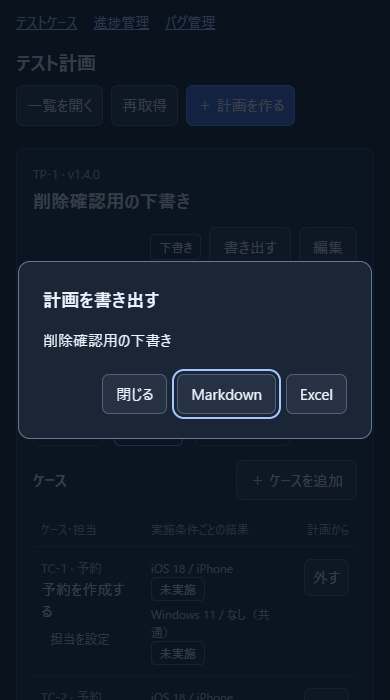 テストケース 進捗管理 バグ管理
テスト計画
一覧を開く 再取得 ＋ 計画を作る
TP-1・v1.4.0
削除確認用の下書き
下書き 書き出す 編集
計画を書き出す
削除確認用の下書き
閉じる Markdown Excel
ケース ＋ ケースを追加
ケース・担当 実施条件ごとの結果 計画から
TC-1・予約 iOS 18 / iPhone 外す
予約を作成す 未実施
る Windows 11 / なし（共
担当を設定 通）
未実施
TC-2・予約 iOS 18 / iPhone